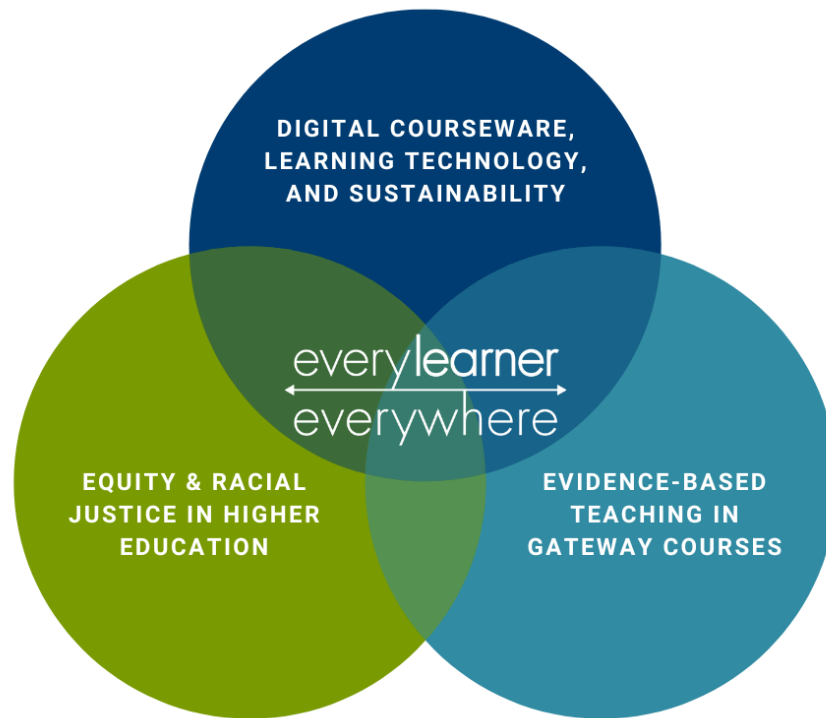 DIGITAL COURSEWARE,
LEARNING TECHNOLOGY,
AND SUSTAINABILITY
everylearner
everywhere
EQUITY & RACIAL
JUSTICE IN HIGHER
EDUCATION
EVIDENCE-BASED
TEACHING IN
GATEWAY COURSES